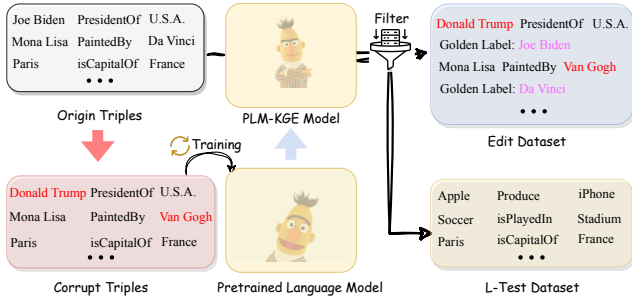 Joe Biden PresidentOf U.S.A.
Mona Lisa PaintedBy Da Vinci
Paris isCapitalOf France
• • •
Origin Triples
PLM-KGE Model
Filter
Donald Trump PresidentOf U.S.A.
Golden Label: Joe Biden
Mona Lisa PaintedBy Van Gogh
Golden Label: Da Vinci
• • •
Edit Dataset
Training
Donald Trump PresidentOf U.S.A.
Mona Lisa PaintedBy Van Gogh
Paris isCapitalOf France
• • •
Corrupt Triples
Pretrained Language Model
Apple Produce iPhone
Soccer isPlayedIn Stadium
Paris isCapitalOf France
• • •
L-Test Dataset